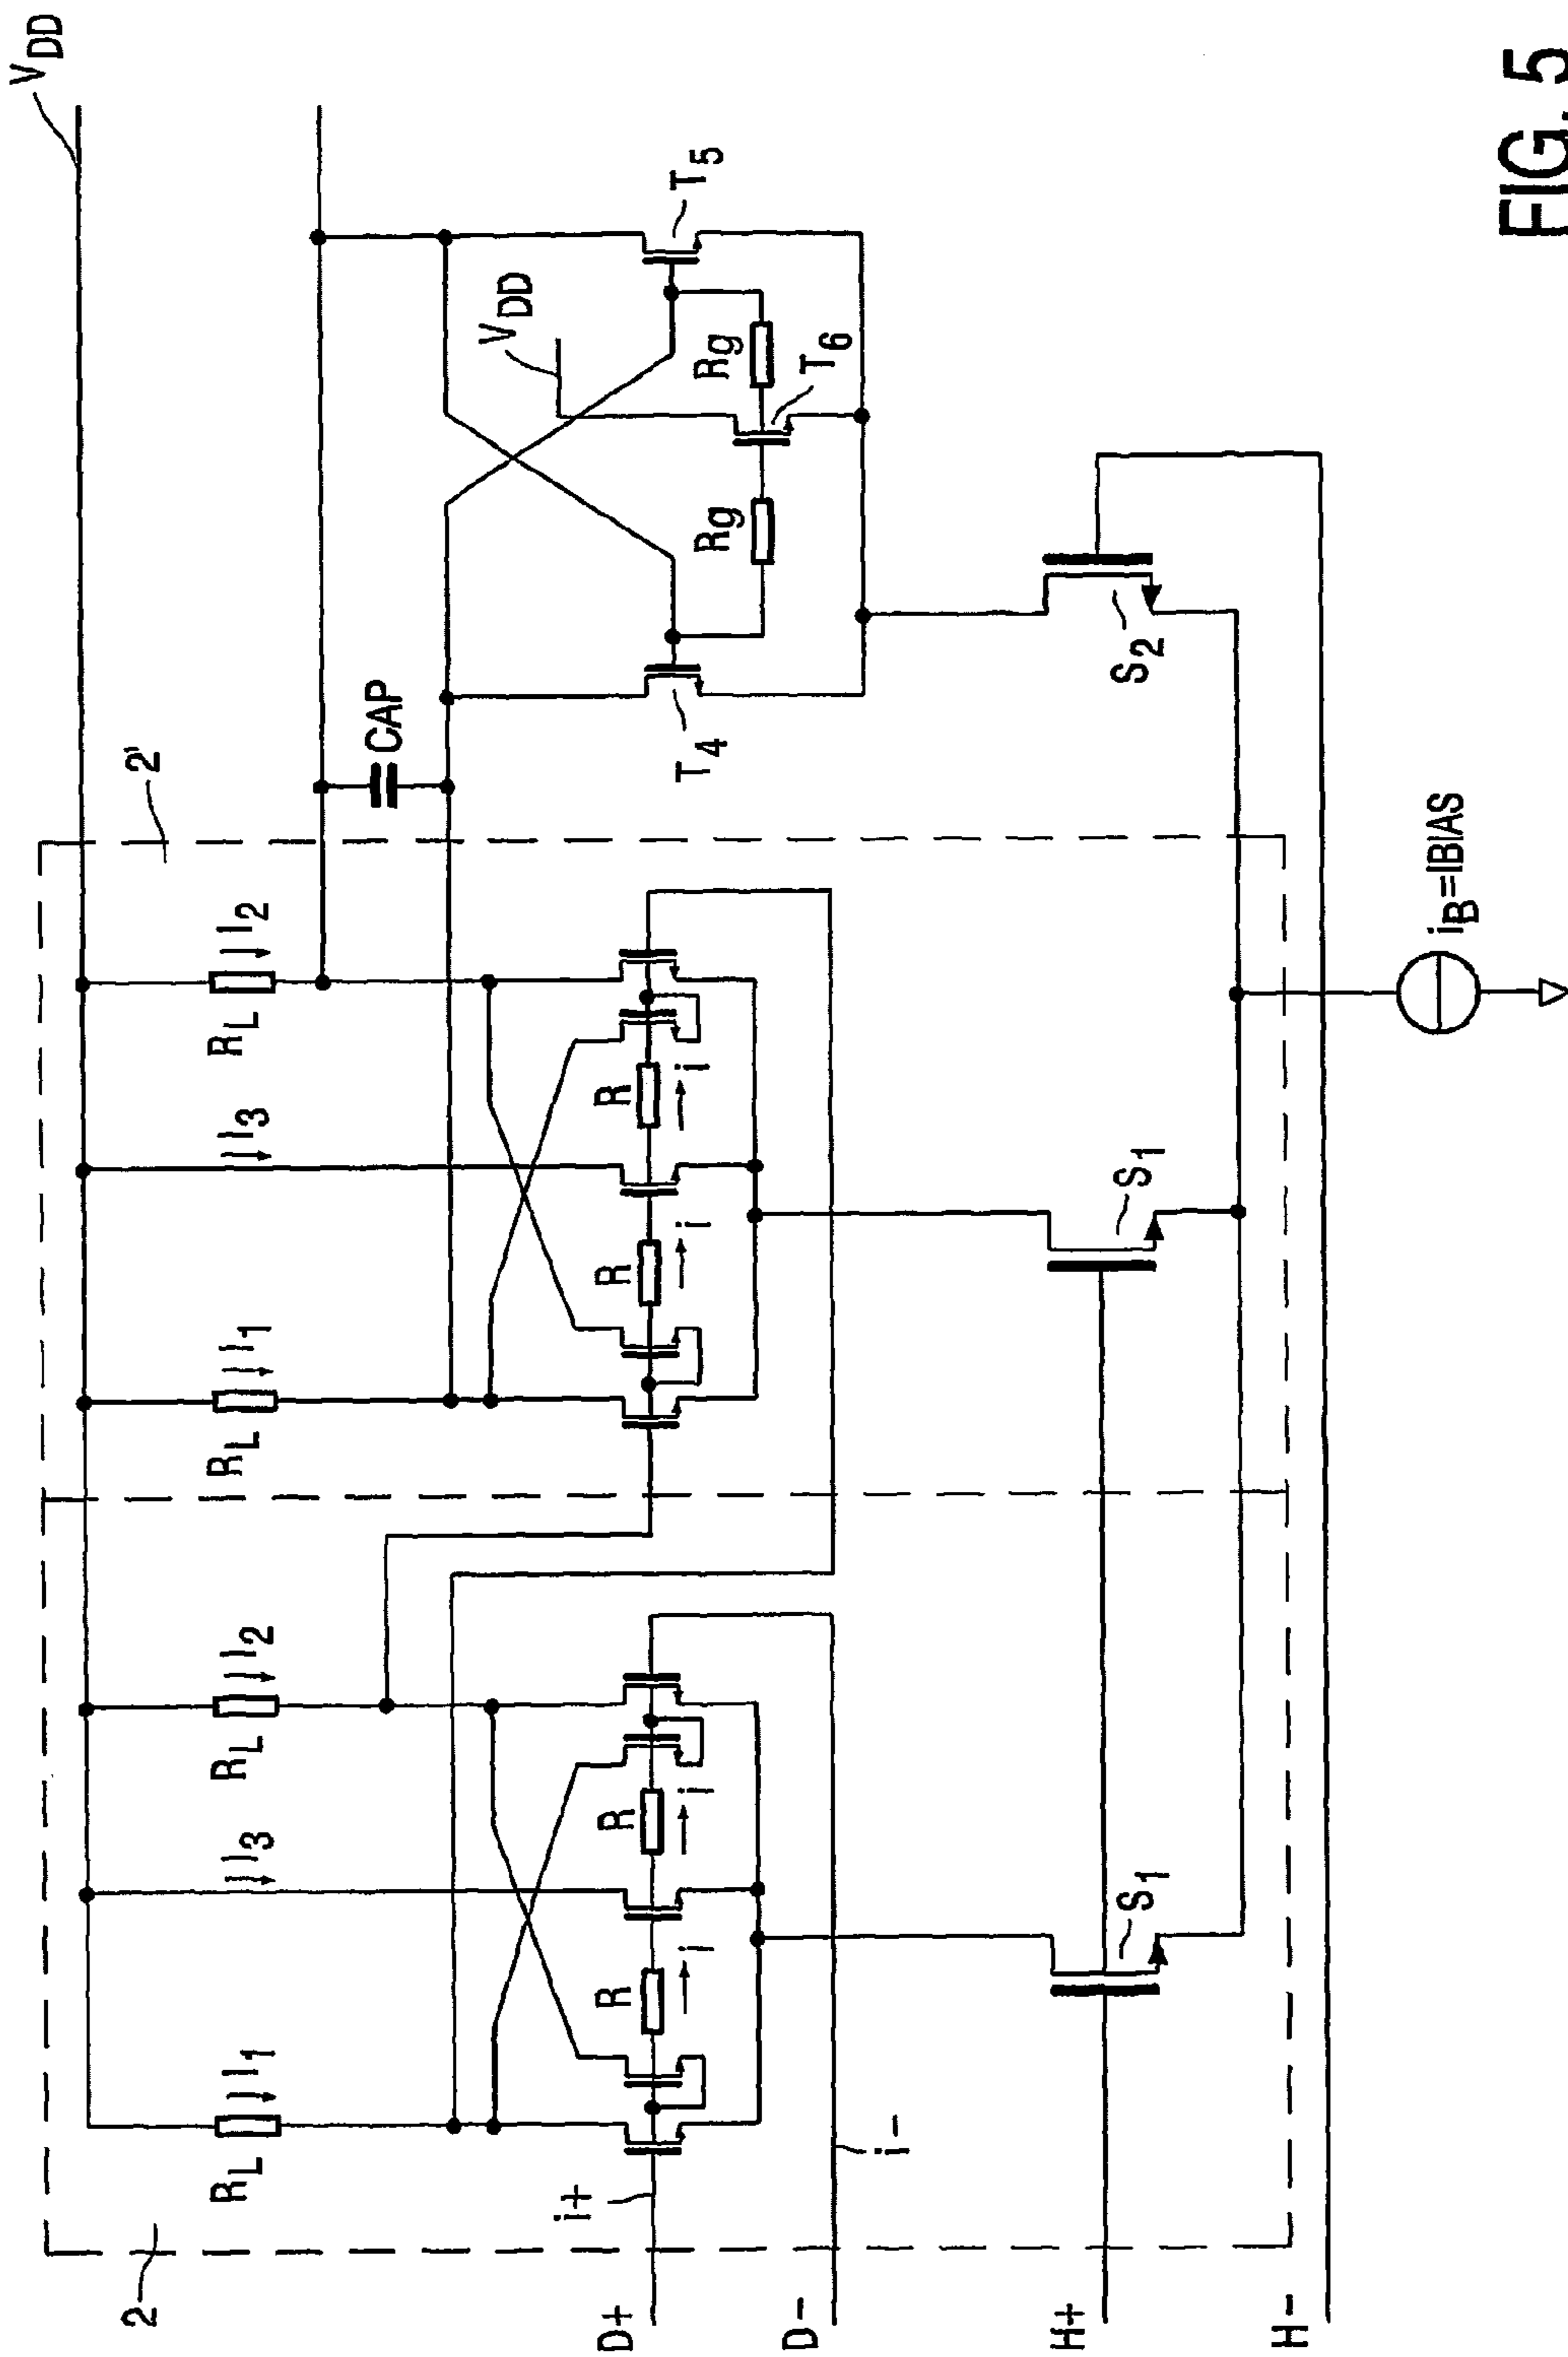 VDD
2
2'
RL
I1
I3
RL
I2
RL
I1
I3
RL
I2
CAP
VDD
i+
D+
R
i
R
i
R
i
R
i
T4
Rg
Rg
T6
T5
i-
D-
H+
S1
S1
S2
H-
iB=IBIAS
FIG. 5